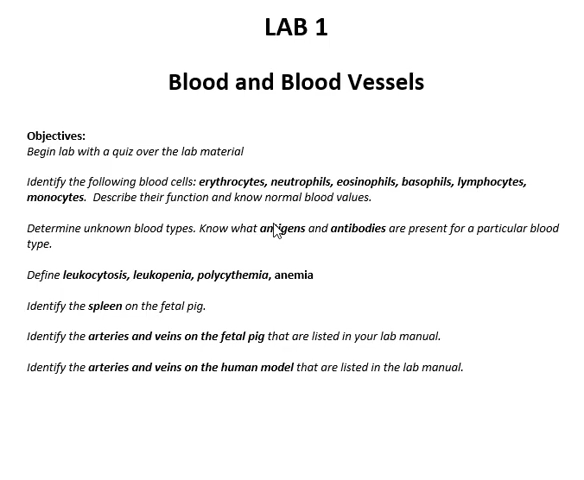 LAB 1
Blood and Blood Vessels
Objectives:
Begin lab with a quiz over the lab material
Identify the following blood cells: erythrocytes, neutrophils, eosinophils, basophils, lymphocytes,
monocytes. Describe their function and know normal blood values.
Determine unknown blood types. Know what antigens and antibodies are present for a particular blood
type.
Define leukocytosis, leukopenia, polycythemia, anemia
Identify the spleen on the fetal pig.
Identify the arteries and veins on the fetal pig that are listed in your lab manual.
Identify the arteries and veins on the human model that are listed in the lab manual.